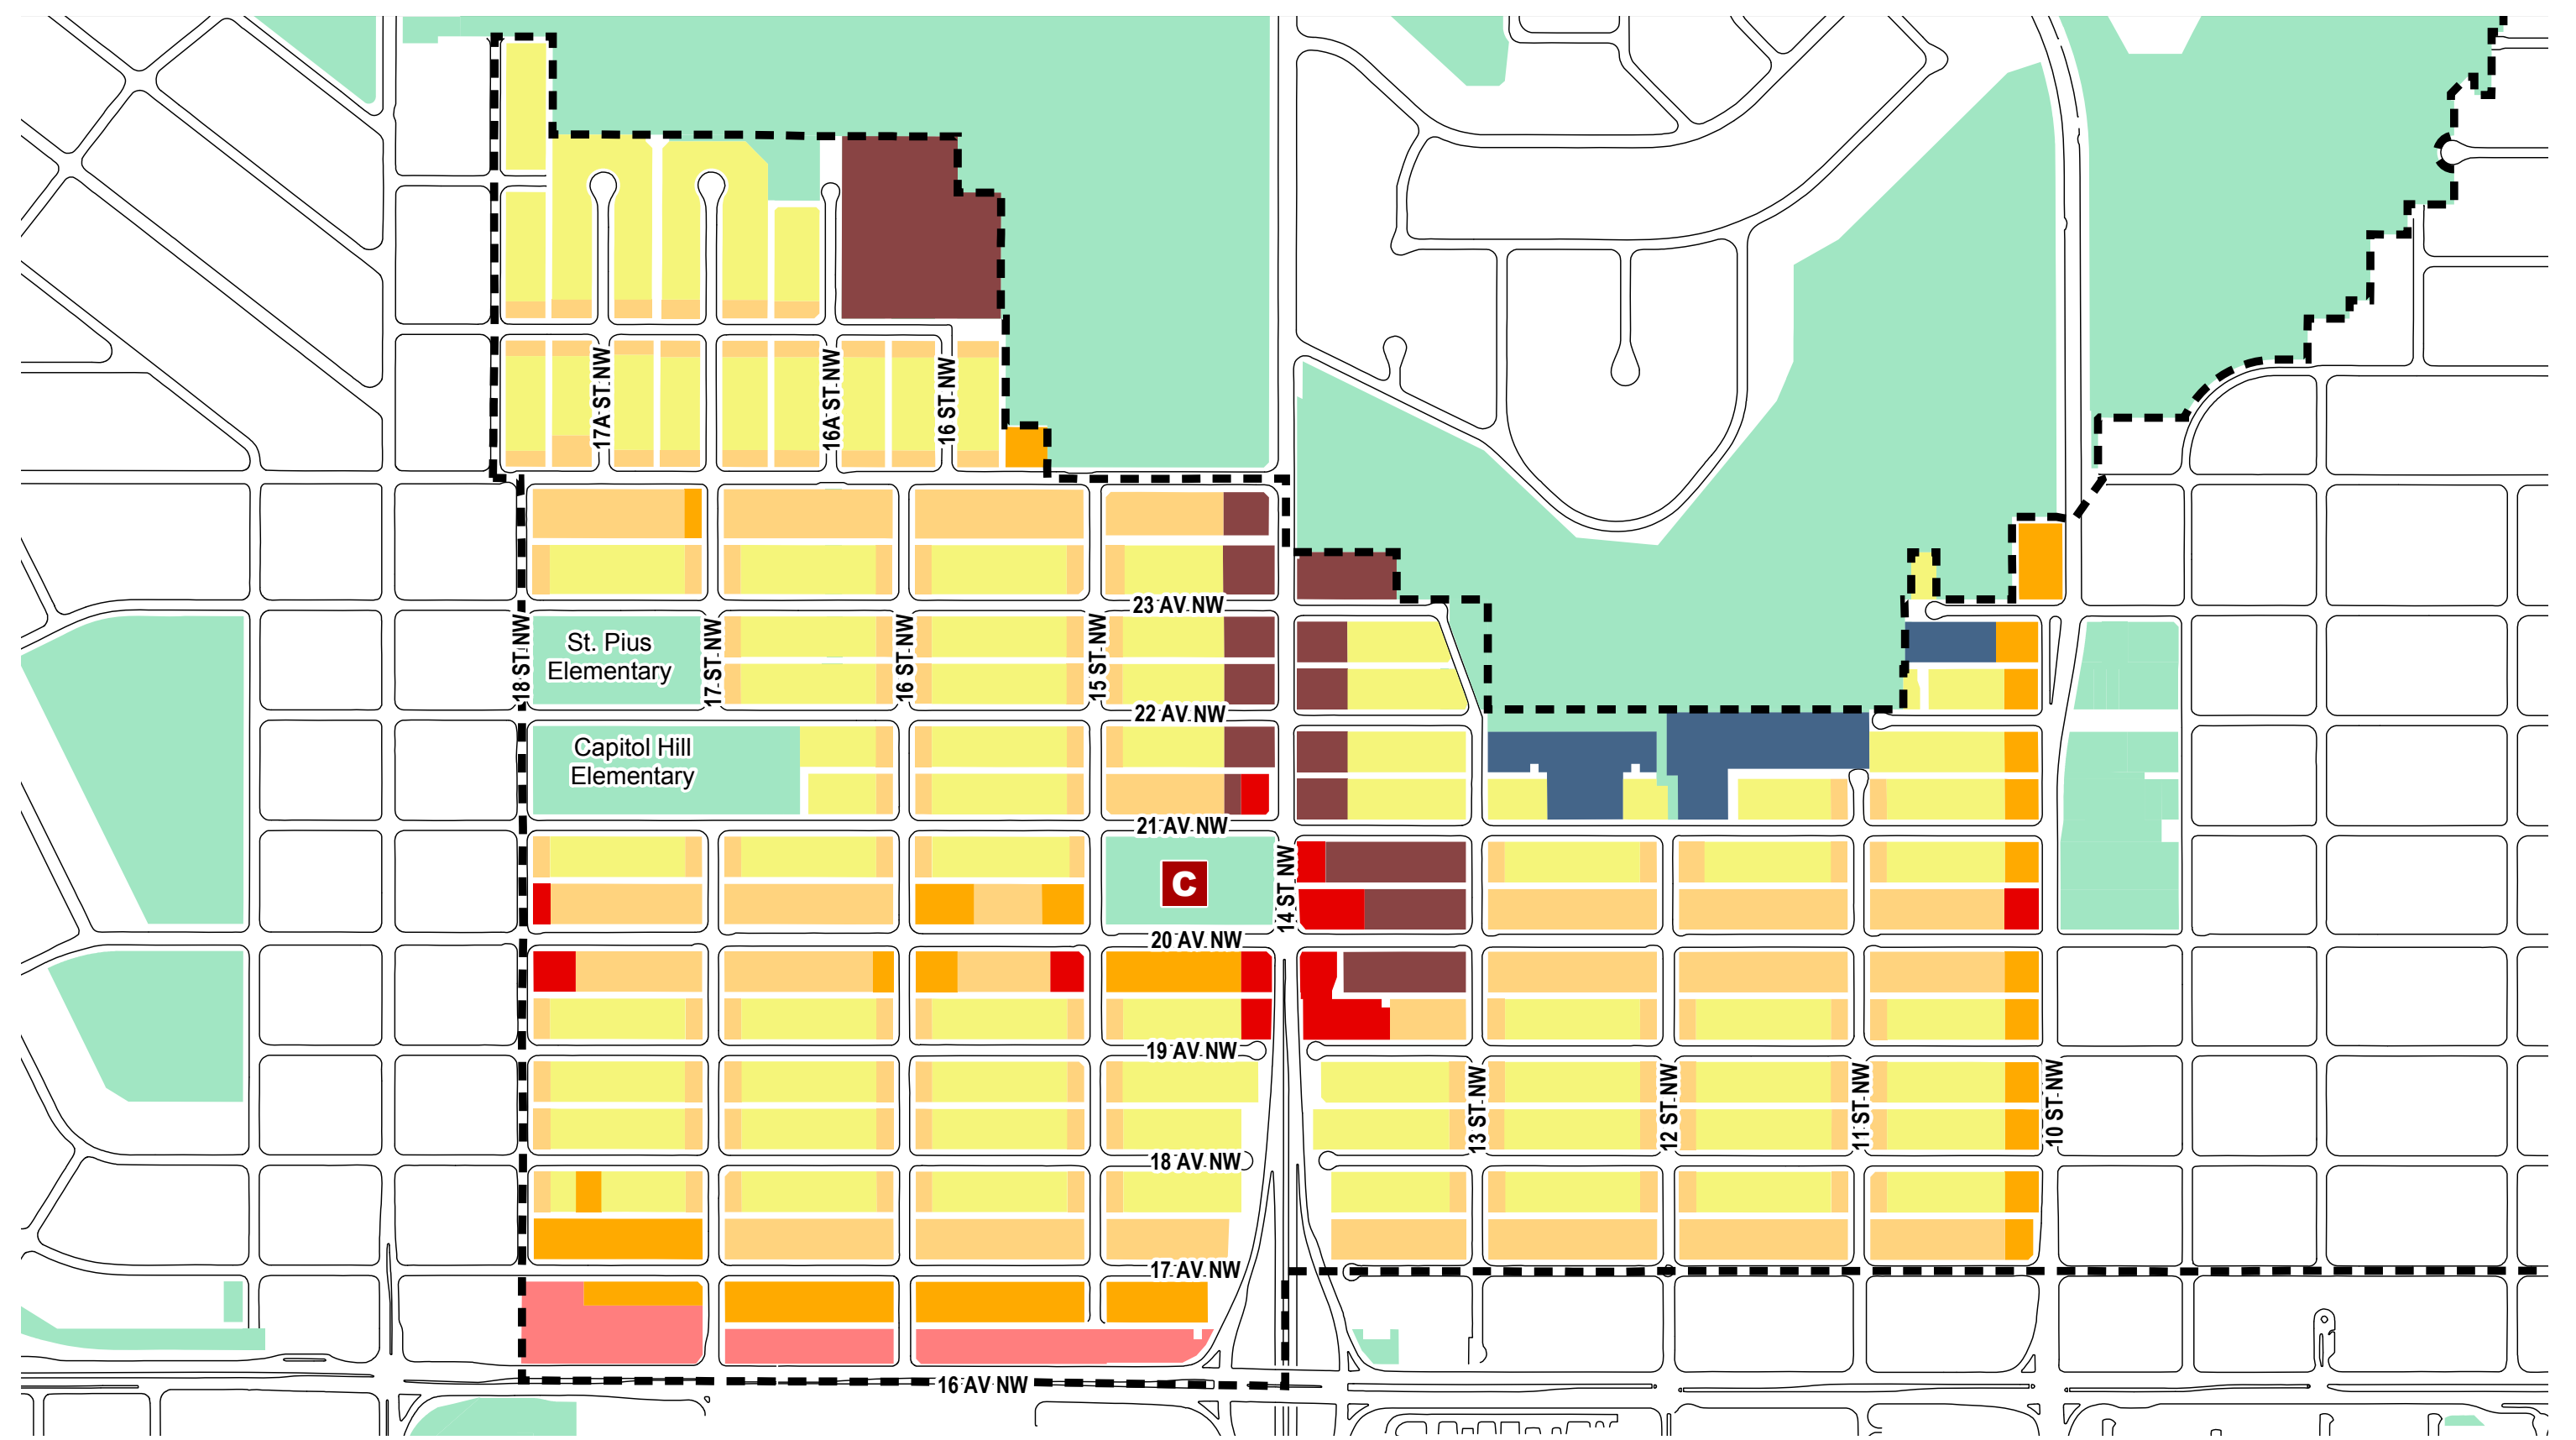 17A ST NW
16A ST NW
16 ST NW
23 AV NW
18 ST NW
St. Pius
Elementary
17 ST NW
16 ST NW
15 ST NW
22 AV NW
Capitol Hill
Elementary
21 AV NW
C
14 ST NW
20 AV NW
19 AV NW
13 ST NW
12 ST NW
11 ST NW
10 ST NW
18 AV NW
17 AV NW
16 AV NW